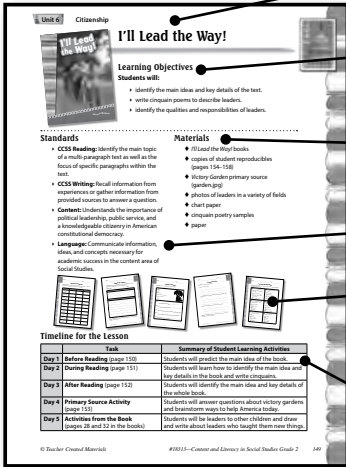 Unit 6 Citizenship
I'll Lead the Way!
I'll Lead
the Way!
Learning Objectives
Students will:
identify the main ideas and key details of the text.
write cinquain poems to describe leaders.
identify the qualities and responsibilities of leaders.
Standards
CCSS Reading: Identify the main topic
of a multi-paragraph text as well as the
focus of specific paragraphs within the
text.
CCSS Writing: Recall information from
experiences or gather information from
provided sources to answer a question.
Content: Understands the importance of
political leadership, public service, and
a knowledgeable citizenry in American
constitutional democracy.
Language: Communicate information,
ideas, and concepts necessary for
academic success in the content area of
Social Studies.
Materials
I'll Lead the Way! books
copies of student reproducibles
(pages 154–158)
Victory Garden primary source
(garden.jpg)
photos of leaders in a variety of fields
chart paper
cinquain poetry samples
paper
Timeline for the Lesson
Task Summary of Student Learning Activities
Day 1 Before Reading (page 150) Students will predict the main idea of the book.
Day 2 During Reading (page 151) Students will learn how to identify the main idea and
key details in the book and write cinquains.
Day 3 After Reading (page 152) Students will identify the main idea and key details of
the whole book.
Day 4 Primary Source Activity Students will answer questions about victory gardens
(page 153) and brainstorm ways to help America today.
Day 5 Activities from the Book Students will be leaders to other children and draw
(pages 28 and 32 in the books) and write about leaders who taught them new things.
© Teacher Created Materials #18315—Content and Literacy in Social Studies Grade 2 149